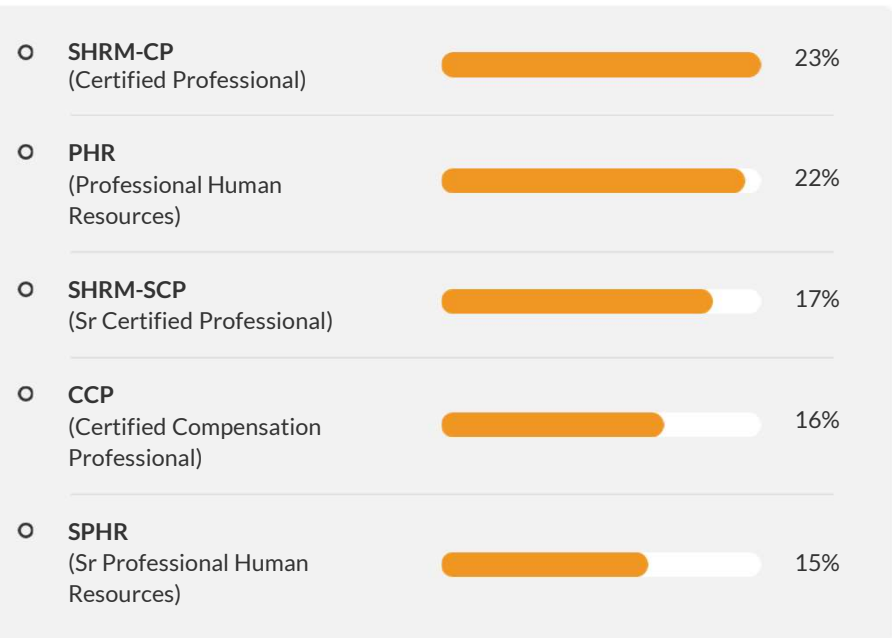 SHRM-CP
(Certified Professional)
23%
PHR
(Professional Human
Resources)
22%
SHRM-SCP
(Sr Certified Professional)
17%
CCP
(Certified Compensation
Professional)
16%
SPHR
(Sr Professional Human
Resources)
15%